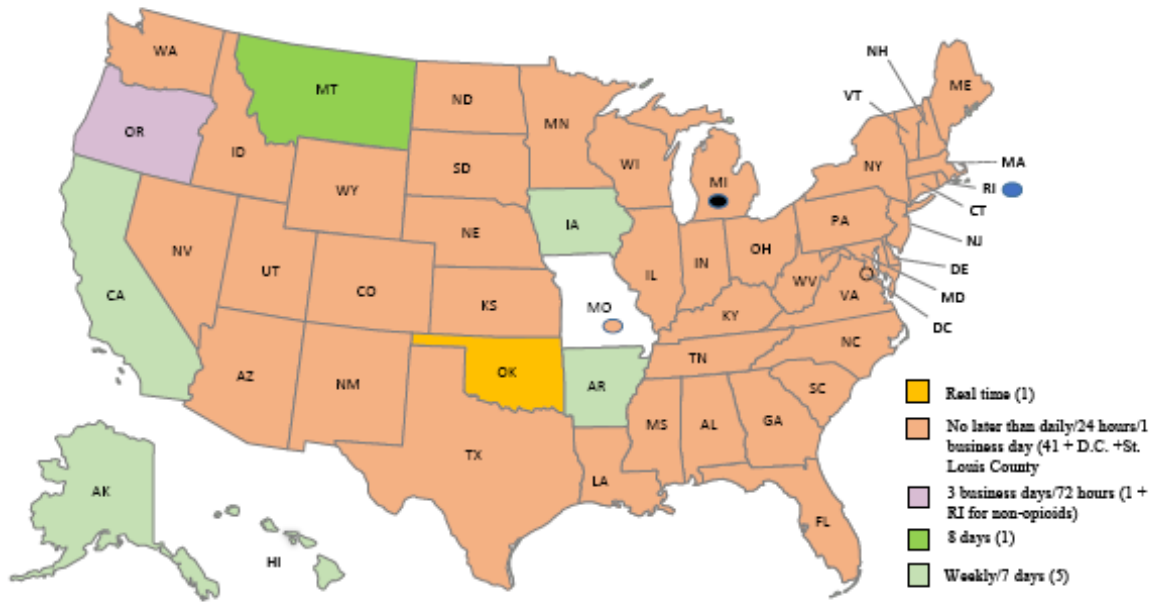 WA
MT
ND
MN
OR
ID
SD
WI
MI
NH
VT
ME
NY
MA
RI
CT
WY
NE
IA
PA
NJ
NV
UT
CO
KS
IL
IN
OH
WV
VA
DE
MD
DC
CA
MO
KY
AZ
NM
OK
AR
TN
NC
SC
TX
LA
MS
AL
GA
FL
AK
HI
Real time (1)
No later than daily/24 hours/1
business day (41 + D.C. +St.
Louis County
3 business days/72 hours (1 +
RI for non-opioids)
8 days (1)
Weekly/7 days (5)